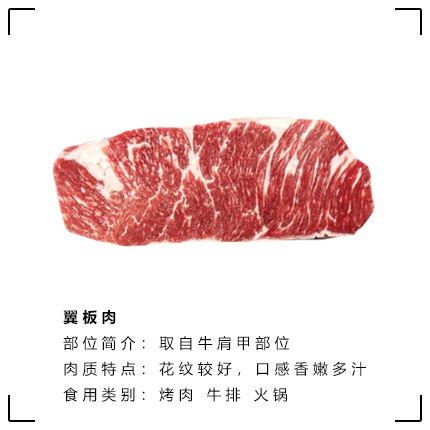 翼板肉
部位简介：取自牛肩甲部位
肉质特点：花纹较好，口感香嫩多汁
食用类别：烤肉 牛排 火锅